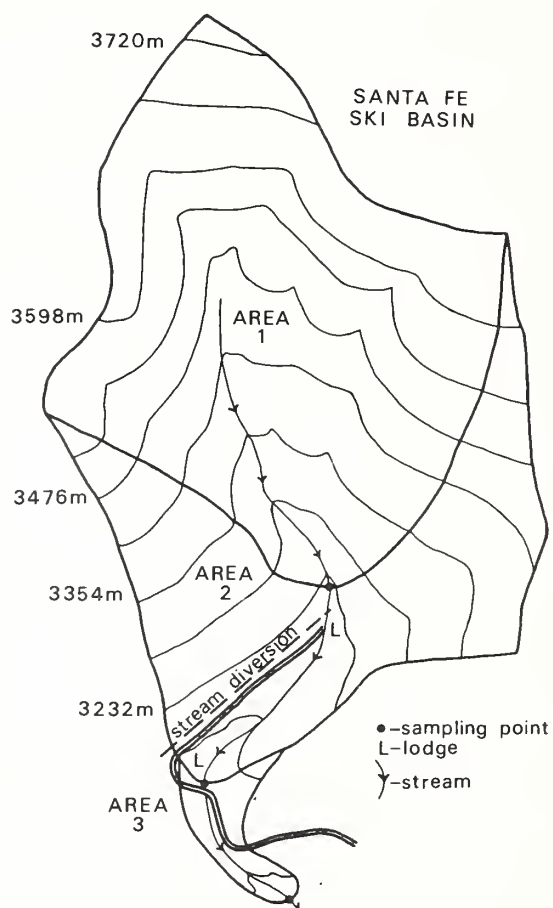 3720m
SANTA FE
SKI BASIN
3598m
AREA
1
3476m
AREA
2
3354m
L
stream diversion
3232m
•-sampling point
L-lodge
L
-stream
AREA
3